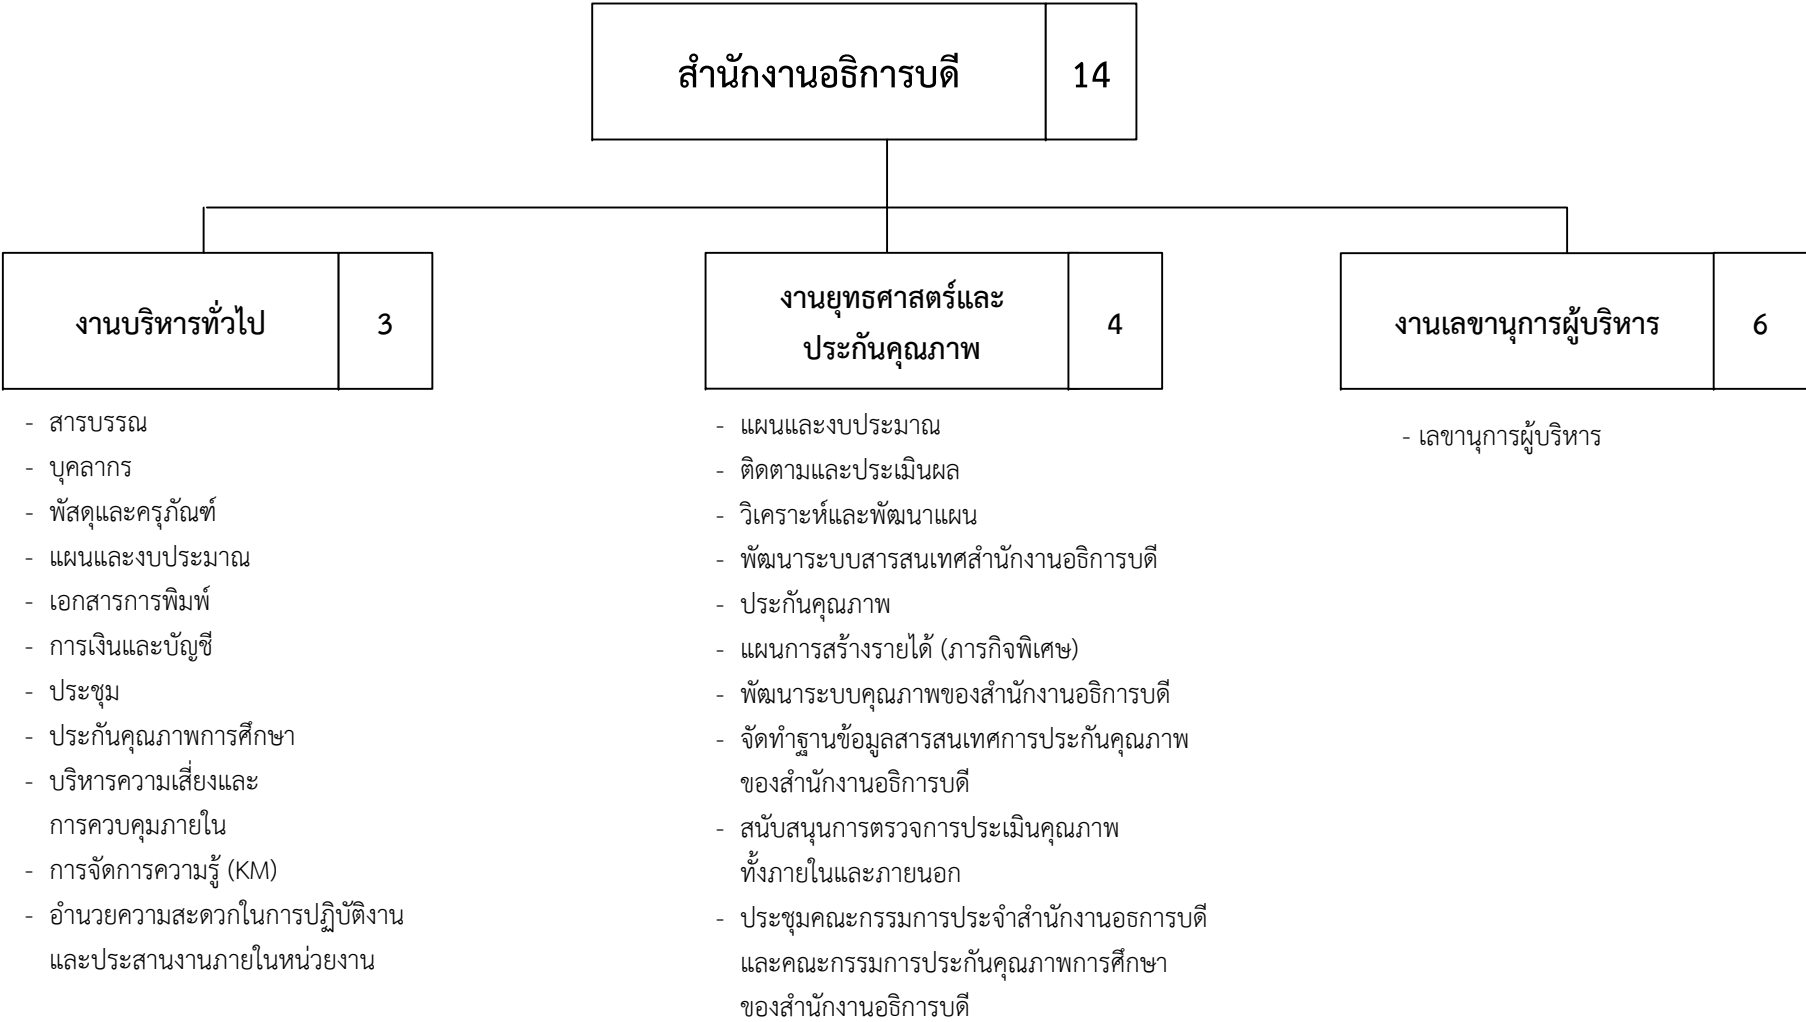 สำนักงานอธิการบดี 14
งานบริหารทั่วไป 3
- สารบรรณ
- บุคลากร
- พัสดุและครุภัณฑ์
- แผนและงบประมาณ
- เอกสารการพิมพ์
- การเงินและบัญชี
- ประชุม
- ประกันคุณภาพการศึกษา
- บริหารความเสี่ยงและ
การควบคุมภายใน
- การจัดการความรู้ (KM)
- อำนวยความสะดวกในการปฏิบัติงาน
และประสานงานภายในหน่วยงาน
งานยุทธศาสตร์และ
ประกันคุณภาพ
4
- แผนและงบประมาณ
- ติดตามและประเมินผล
- วิเคราะห์และพัฒนาแผน
- พัฒนาระบบสารสนเทศสำนักงานอธิการบดี
- ประกันคุณภาพ
- แผนการสร้างรายได้ (ภารกิจพิเศษ)
- พัฒนาระบบคุณภาพของสำนักงานอธิการบดี
- จัดทำฐานข้อมูลสารสนเทศการประกันคุณภาพ
ของสำนักงานอธิการบดี
- สนับสนุนการตรวจการประเมินคุณภาพ
ทั้งภายในและภายนอก
- ประชุมคณะกรรมการประจำสำนักงานอธการบดี
และคณะกรรมการประกันคุณภาพการศึกษา
ของสำนักงานอธิการบดี
งานเลขานุการผู้บริหาร 6
- เลขานุการผู้บริหาร